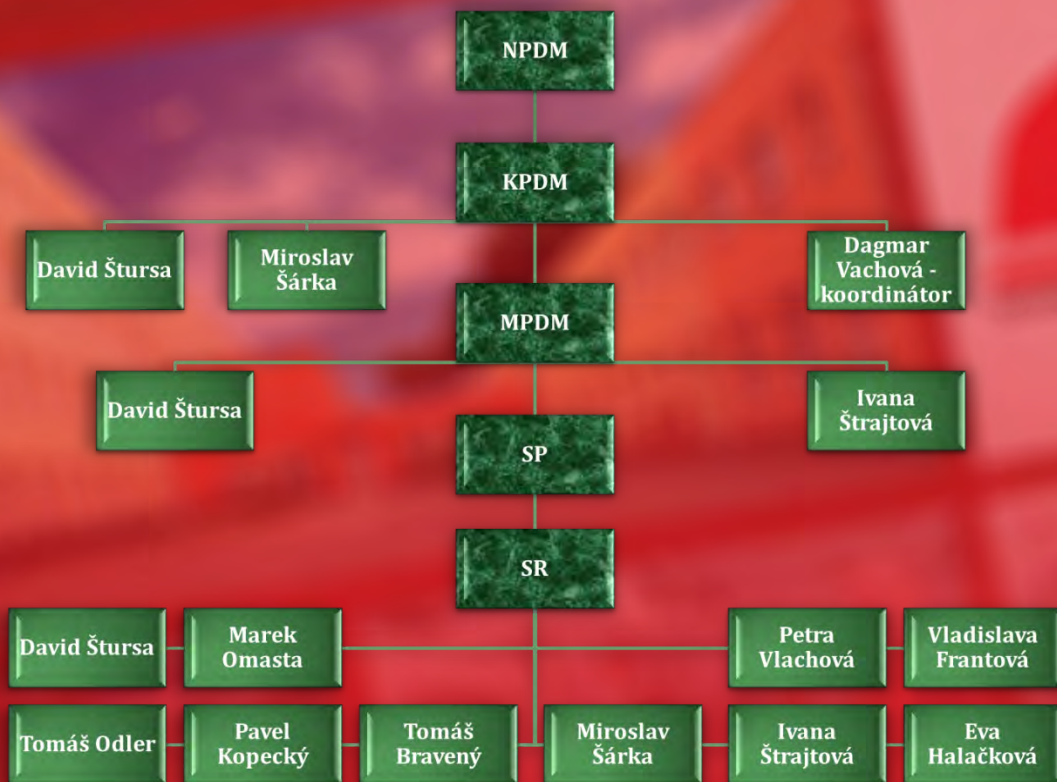 NPDM
KPDM
David Štursa
Miroslav
Šárka
Dagmar
Vachová -
koordinátor
MPDM
David Štursa
Ivana
Štrajtová
SP
SR
David Štursa
Marek
Omasta
Petra
Vlachová
Vladislava
Frantová
Tomáš Odler
Pavel
Kopecký
Tomáš
Bravený
Miroslav
Šárka
Ivana
Štrajtová
Eva
Halačková